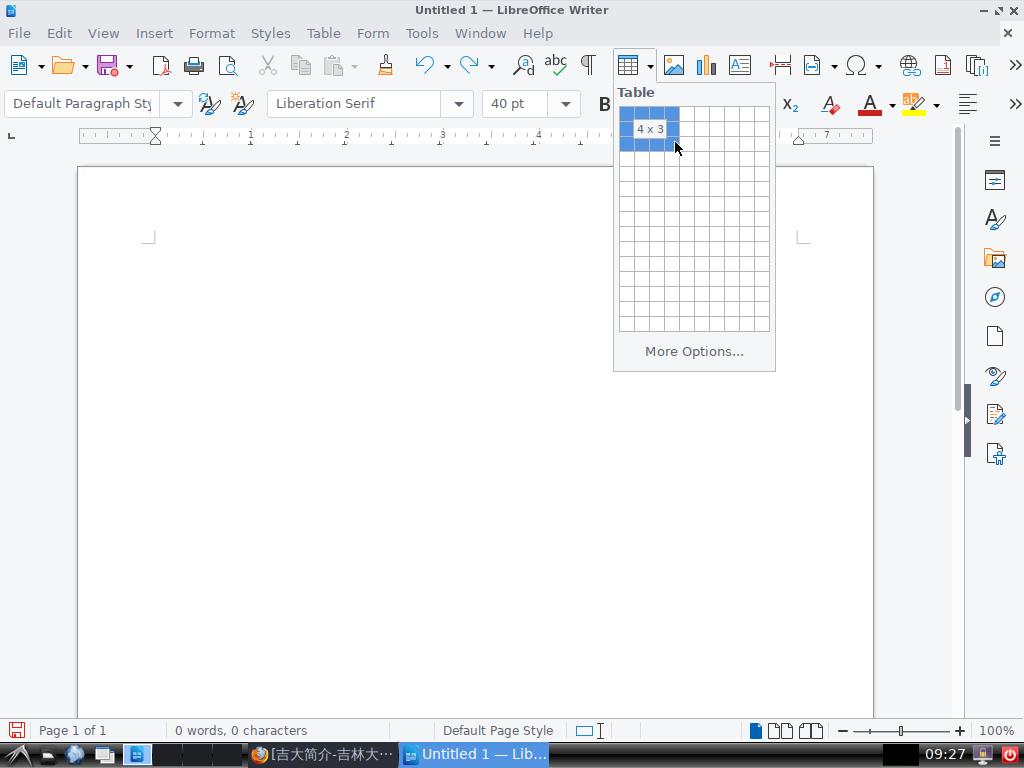 Untitled 1 — LibreOffice Writer
File Edit View Insert Format Styles Table Form Tools Window Help
Default Paragraph Sty Liberation Serif 40 pt B X2 A
Table
4 x 3
1 2 3 4 7
More Options...
Page 1 of 1 0 words, 0 characters Default Page Style 100%
[吉大简介-吉林大… Untitled 1 — Lib... 09:27